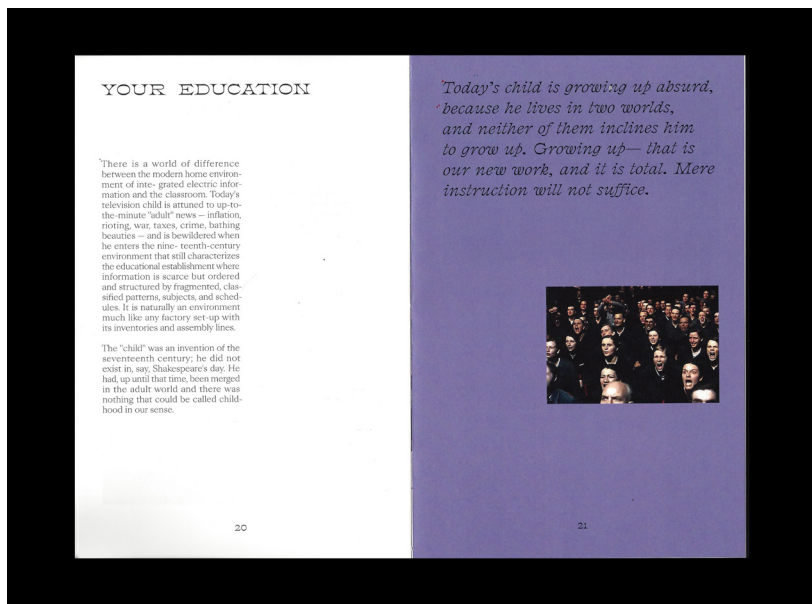 YOUR EDUCATION
There is a world of difference
between the modern home environ-
ment of inte- grated electric infor-
mation and the classroom. Today's
television child is attuned to up-to-
the-minute "adult" news — inflation,
rioting, war, taxes, crime, bathing
beauties — and is bewildered when
he enters the nine- teenth-century
environment that still characterizes
the educational establishment where
information is scarce but ordered
and structured by fragmented, clas-
sified patterns, subjects, and sched-
ules. It is naturally an environment
much like any factory set-up with
its inventories and assembly lines.
The "child" was an invention of the
seventeenth century; he did not
exist in, say, Shakespeare's day. He
had, up until that time, been merged
in the adult world and there was
nothing that could be called child-
hood in our sense.
20
Today's child is growing up absurd,
because he lives in two worlds,
and neither of them inclines him
to grow up. Growing up— that is
our new work, and it is total. Mere
instruction will not suffice.
21